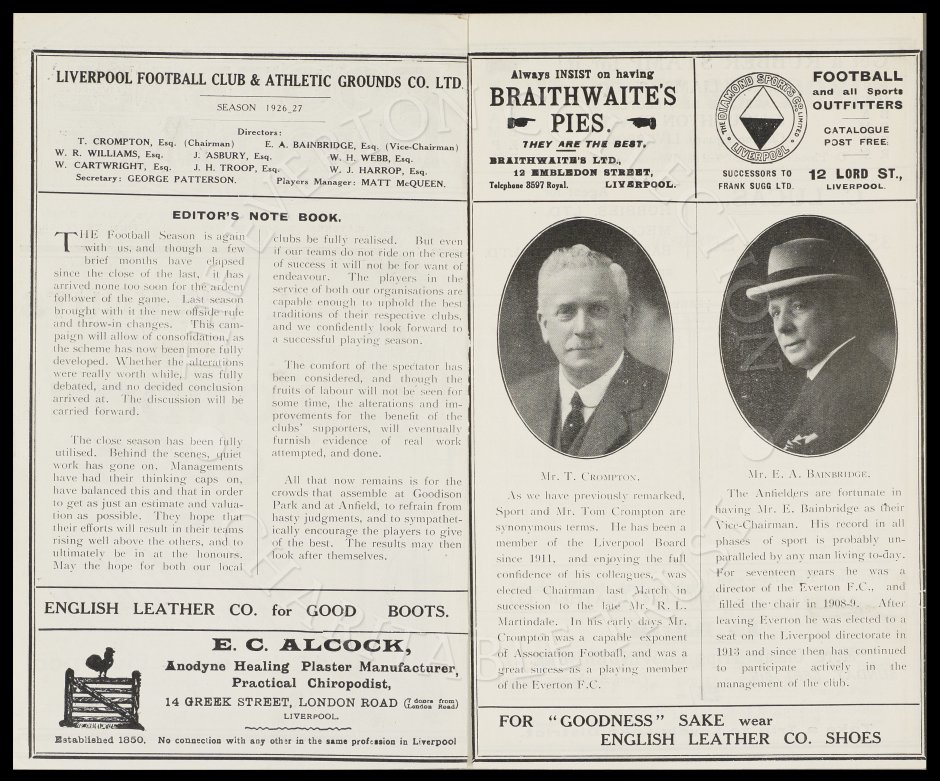 LIVERPOOL FOOTBALL CLUB & ATHLETIC GROUNDS CO. LTD.
SEASON 1926_27
Directors:
T. CROMPTON, Esq. (Chairman) E. A. BAINBRIDGE, Esq. (Vice-Chairman)
W. R. WILLIAMS, Esq. J. ASBURY, Esq. W. H. WEBB, Esq.
W. CARTWRIGHT, Esq. J. H. TROOP, Esq. W. J. HARROP, Esq.
Secretary: GEORGE PATTERSON. Players Manager: MATT McQUEEN.
EDITOR'S NOTE BOOK.
THE Football Season is again
with us, and though a few
brief months have elapsed
since the close of the last, it has
arrived none too soon for the ardent
follower of the game. Last season
brought with it the new offside rule
and throw-in changes. This cam-
paign will allow of consolidation, as
the scheme has now been more fully
developed. Whether the alterations
were really worth while, was fully
debated, and no decided conclusion
arrived at. The discussion will be
carried forward.
The close season has been fully
utilised. Behind the scenes, quiet
work has gone on. Managements
have had their thinking caps on,
have balanced this and that in order
to get as just an estimate and valua-
tion as possible. They hope that
their efforts will result in their teams
rising well above the others, and to
ultimately be in at the honours.
May the hope for both our local
clubs be fully realised. But even
if our teams do not ride on the crest
of success it will not be for want of
endeavour. The players in the
service of both our organisations are
capable enough to uphold the best
traditions of their respective clubs,
and we confidently look forward to
a successful playing season.
The comfort of the spectator has
been considered, and though the
fruits of labour will not be seen for
some time, the alterations and im-
provements for the benefit of the
clubs' supporters, will eventually
furnish evidence of real work
attempted, and done.
All that now remains is for the
crowds that assemble at Goodison
Park and at Anfield, to refrain from
hasty judgments, and to sympathet-
ically encourage the players to give
of the best. The results may then
look after themselves.
ENGLISH LEATHER CO. for GOOD BOOTS.
E. C. ALCOCK,
Anodyne Healing Plaster Manufacturer,
Practical Chiropodist,
14 GREEK STREET, LONDON ROAD (7 doors from London Road)
LIVERPOOL.
Established 1850. No connection with any other in the same profession in Liverpool
Always INSIST on having
BRAITHWAITE'S
PIES.
THEY ARE THE BEST.
BRAITHWAITE'S LTD.,
12 EMBLEDON STREET,
Telephone 3597 Royal. LIVERPOOL.
THE DIAMOND SPORTS CO. LIMITED
LIVERPOOL
SUCCESSORS TO
FRANK SUGG LTD.
FOOTBALL
and all Sports
OUTFITTERS
CATALOGUE
POST FREE.
12 LORD ST.,
LIVERPOOL.
Mr. T. CROMPTON.
As we have previously remarked,
Sport and Mr. Tom Crompton are
synonymous terms. He has been a
member of the Liverpool Board
since 1911, and enjoying the full
confidence of his colleagues, was
elected Chairman last March in
succession to the late Mr. R. L.
Martindale. In his early days Mr.
Crompton was a capable exponent
of Association Football, and was a
great sucess as a playing member
of the Everton F.C.
Mr. E. A. BAINBRIDGE.
The Anfielders are fortunate in
having Mr. E. Bainbridge as their
Vice-Chairman. His record in all
phases of sport is probably un-
paralleled by any man living to-day.
For seventeen years he was a
director of the Everton F.C., and
filled the chair in 1908-9. After
leaving Everton he was elected to a
seat on the Liverpool directorate in
1913 and since then has continued
to participate actively in the
management of the club.
FOR "GOODNESS" SAKE wear
ENGLISH LEATHER CO. SHOES